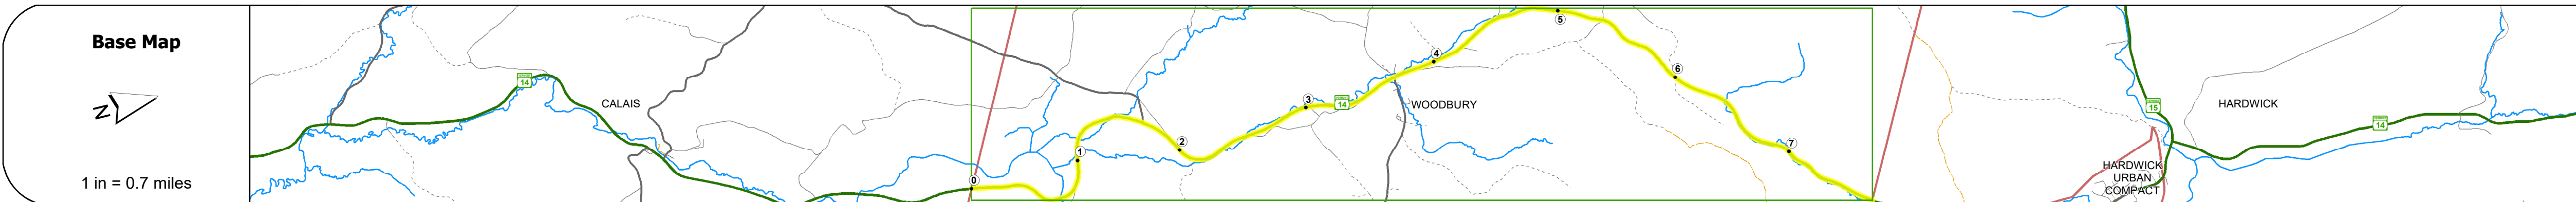 Base Map
N
1 in = 0.7 miles
14
CALAIS
0
1
2
3
14
4
WOODBURY
5
6
7
15
HARDWICK
14
HARDWICK
URBAN
COMPACT